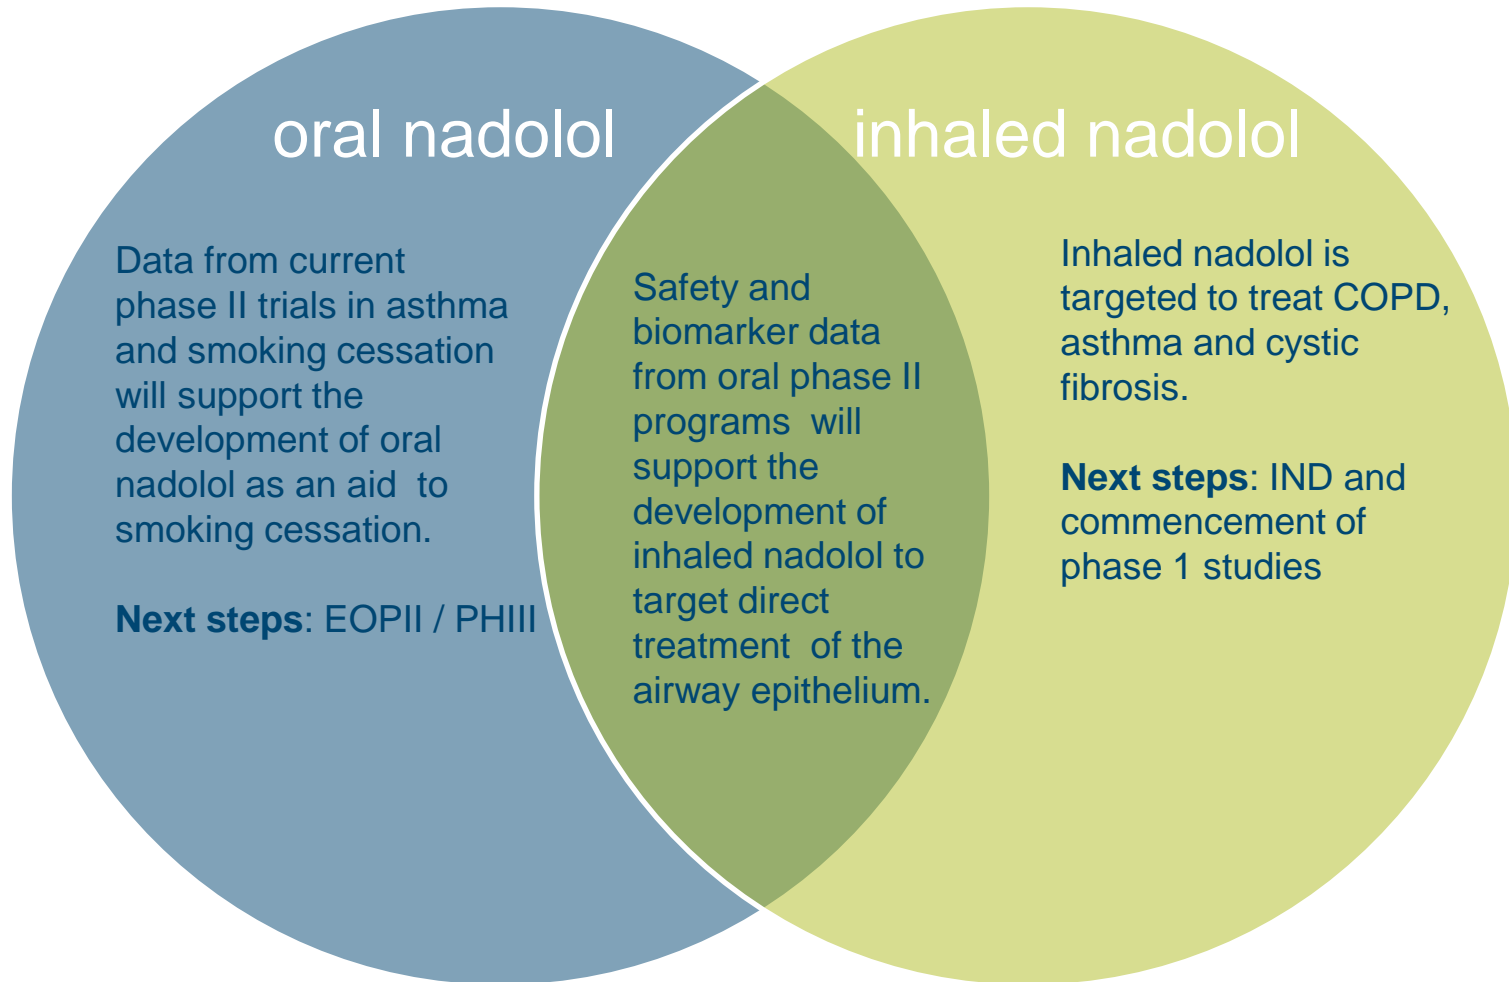 oral nadolol
Data from current
phase II trials in asthma
and smoking cessation
will support the
development of oral
nadolol as an aid  to
smoking cessation.
Next steps: EOPII / PHIII
Safety and
biomarker data
from oral phase II
programs  will
support the
development of
inhaled nadolol to
target direct
treatment  of the
airway epithelium.
inhaled nadolol
Inhaled nadolol is
targeted to treat COPD,
asthma and cystic
fibrosis.
Next steps: IND and
commencement of
phase 1 studies